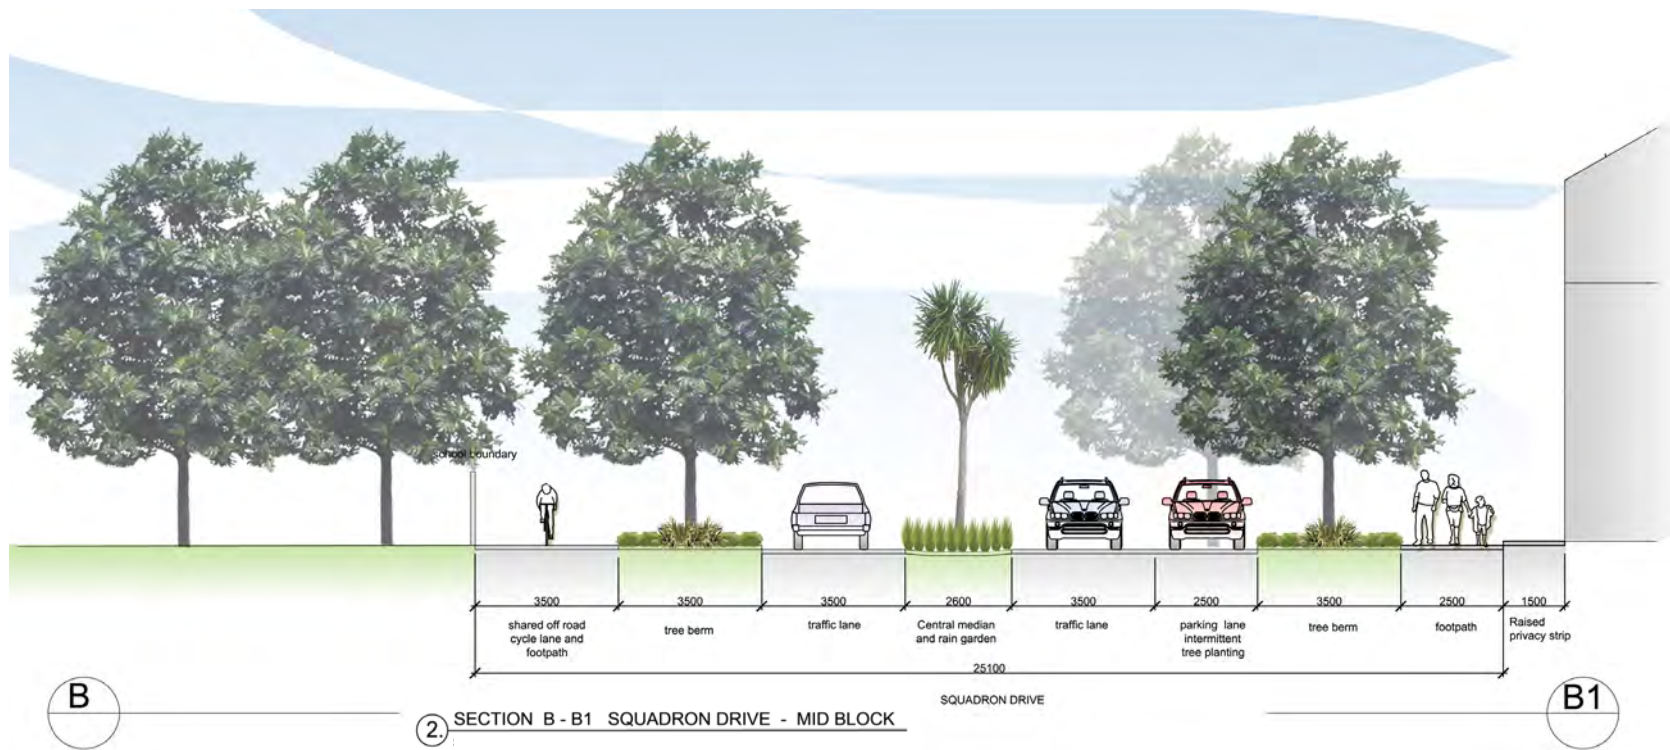 school boundary
3500 3500 3500 2600 3500 2500 3500 2500 1500
shared off road
cycle lane and
footpath
tree berm
traffic lane
Central median
and rain garden
traffic lane
parking lane
intermittent
tree planting
tree berm
footpath
Raised
privacy strip
25100
SQUADRON DRIVE
B
B1
2. SECTION B - B1 SQUADRON DRIVE - MID BLOCK